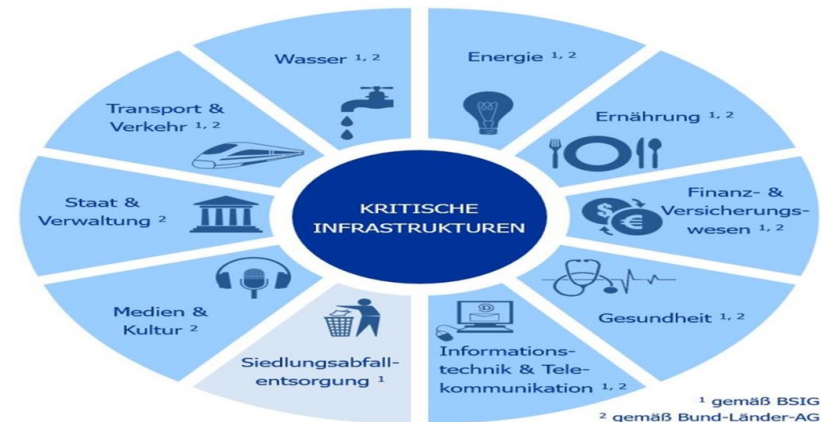 Wasser ¹, ²
Energie ¹, ²
Transport &
Verkehr ¹, ²
Ernährung ¹, ²
Staat &
Verwaltung ²
KRITISCHE
INFRASTRUKTUREN
Finanz- &
Versicherungs-
wesen ¹, ²
Medien &
Kultur ²
Gesundheit ¹, ²
Siedlungsabfall-
entsorgung ¹
Informations-
technik & Tele-
kommunikation ¹, ²
¹ gemäß BSIG
² gemäß Bund-Länder-AG